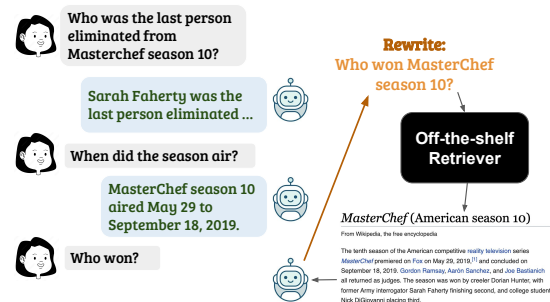 Who was the last person
eliminated from
Masterchef season 10?
Sarah Faherty was the
last person eliminated ...
When did the season air?
MasterChef season 10
aired May 29 to
September 18, 2019.
Who won?
Rewrite:
Who won MasterChef
season 10?
Off-the-shelf
Retriever
MasterChef (American season 10)
From Wikipedia, the free encyclopedia
The tenth season of the American competitive reality television series
MasterChef premiered on Fox on May 29, 2019,[1] and concluded on
September 18, 2019. Gordon Ramsay, Aarón Sanchez, and Joe Bastianich
all returned as judges. The season was won by creeler Dorian Hunter, with
former Army interrogator Sarah Faherty finishing second, and college student
Nick DiGiovanni placing third.